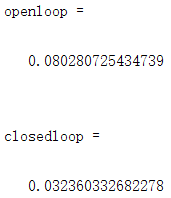 openloop =
0.080280725434739
closedloop =
0.032360332682278